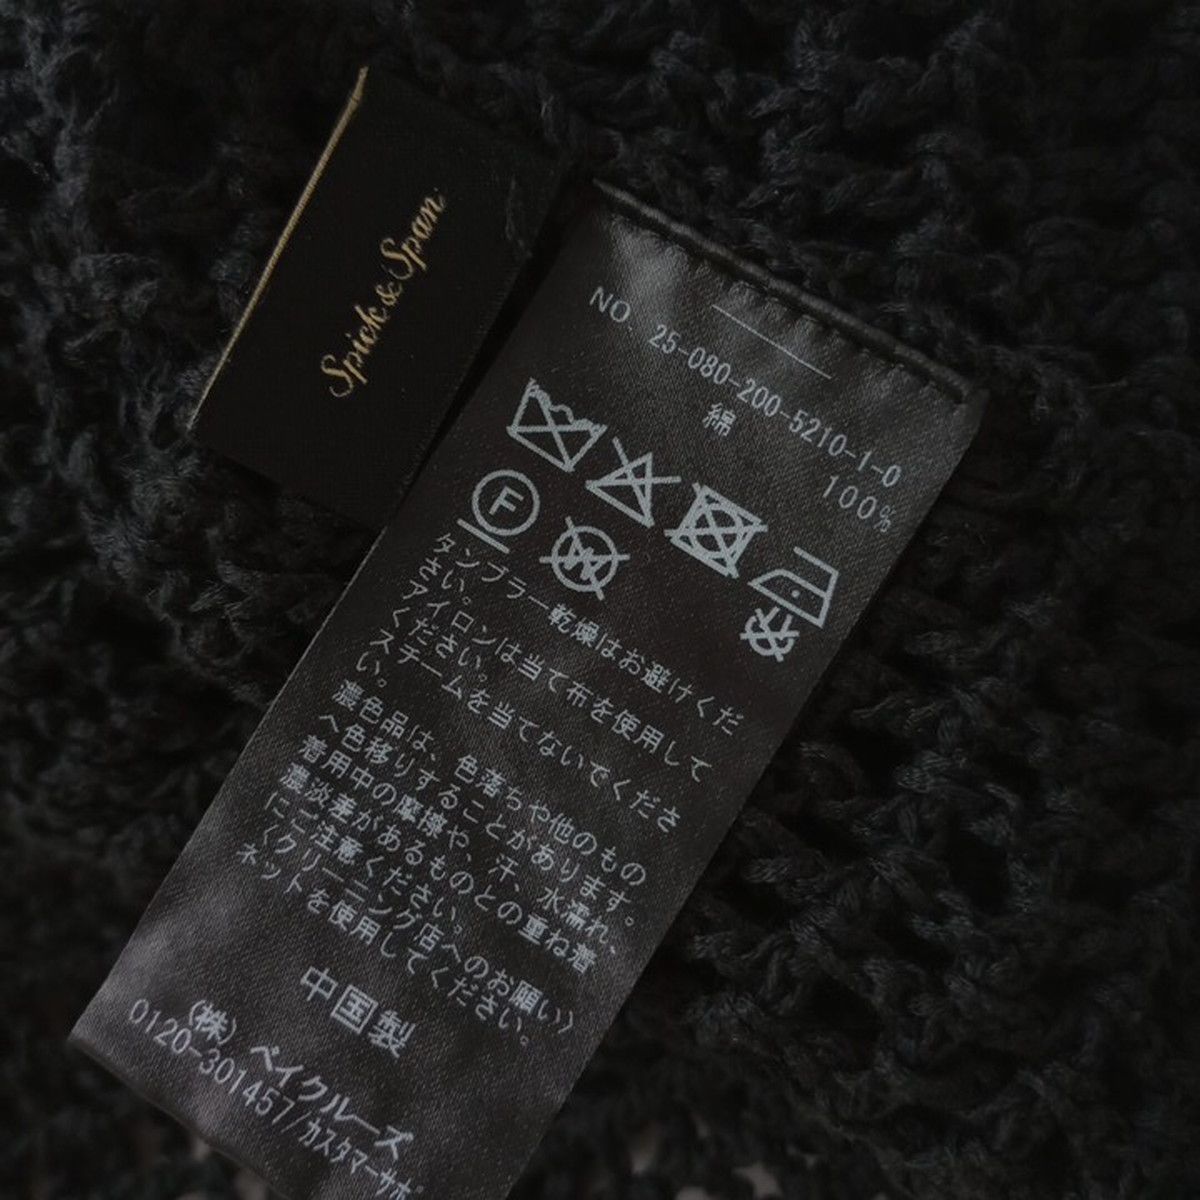 Spick & Span
NO. 25-080-200-5210-1-0
綿 100%
F
W
タンブラー乾燥はお避けくだ
さい。
アイロンは当て布を使用して
ください。
スチームを当てないでくださ
い。
濃色品は、色落ちや他のもの
へ色移りすることがあります。
着用中の摩擦や、汗、水濡れ、
濃淡差があるものとの重ね着
にご注意ください。
〈クリーニング店へのお願い〉
ネットを使用してください。
中国製
(株) ベイクルーズ
0120-301457/カスタマーサポ